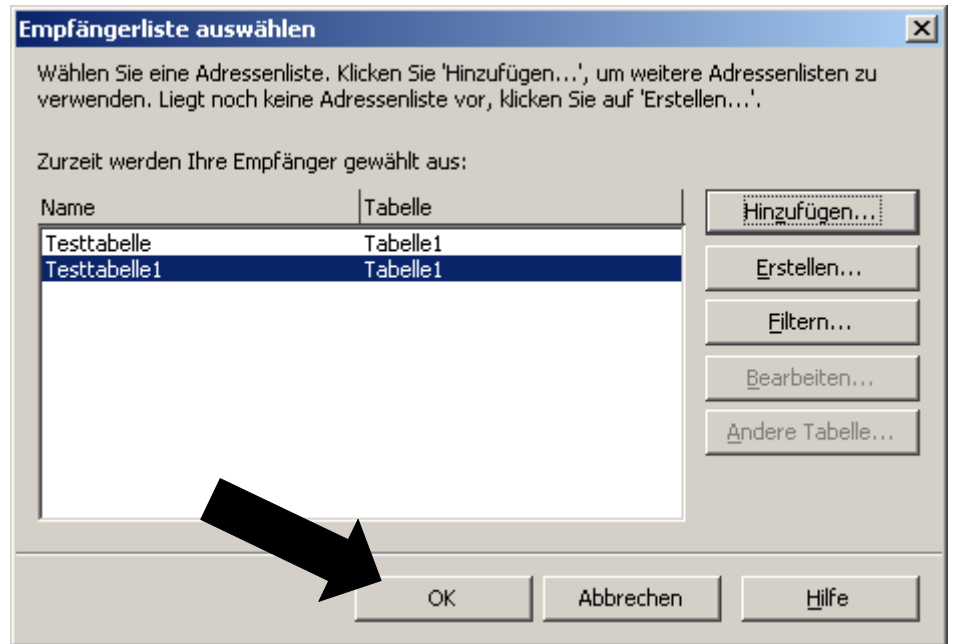 Empfängerliste auswählen
Wählen Sie eine Adressenliste. Klicken Sie 'Hinzufügen...', um weitere Adressenlisten zu
verwenden. Liegt noch keine Adressenliste vor, klicken Sie auf 'Erstellen...'.
Zurzeit werden Ihre Empfänger gewählt aus:
Name Tabelle
Testtabelle Tabelle1
Testtabelle1 Tabelle1
Hinzufügen...
Erstellen...
Filtern...
Bearbeiten...
Andere Tabelle...
OK Abbrechen Hilfe